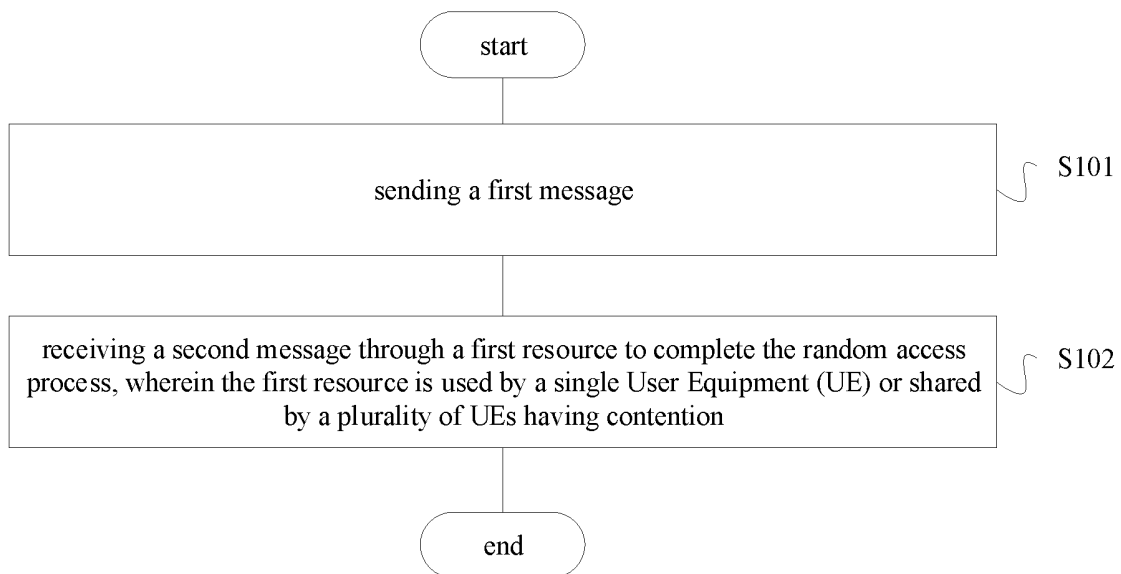 start
sending a first message
S101
receiving a second message through a first resource to complete the random access
process, wherein the first resource is used by a single User Equipment (UE) or shared
by a plurality of UEs having contention
S102
end